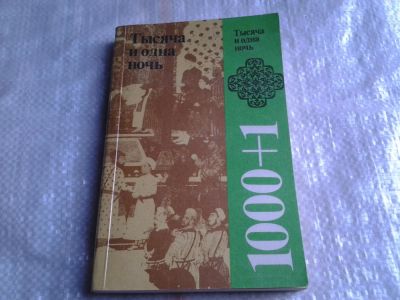 Тысяча
и одна
ночь
Тысяча
и одна
ночь
1000+1